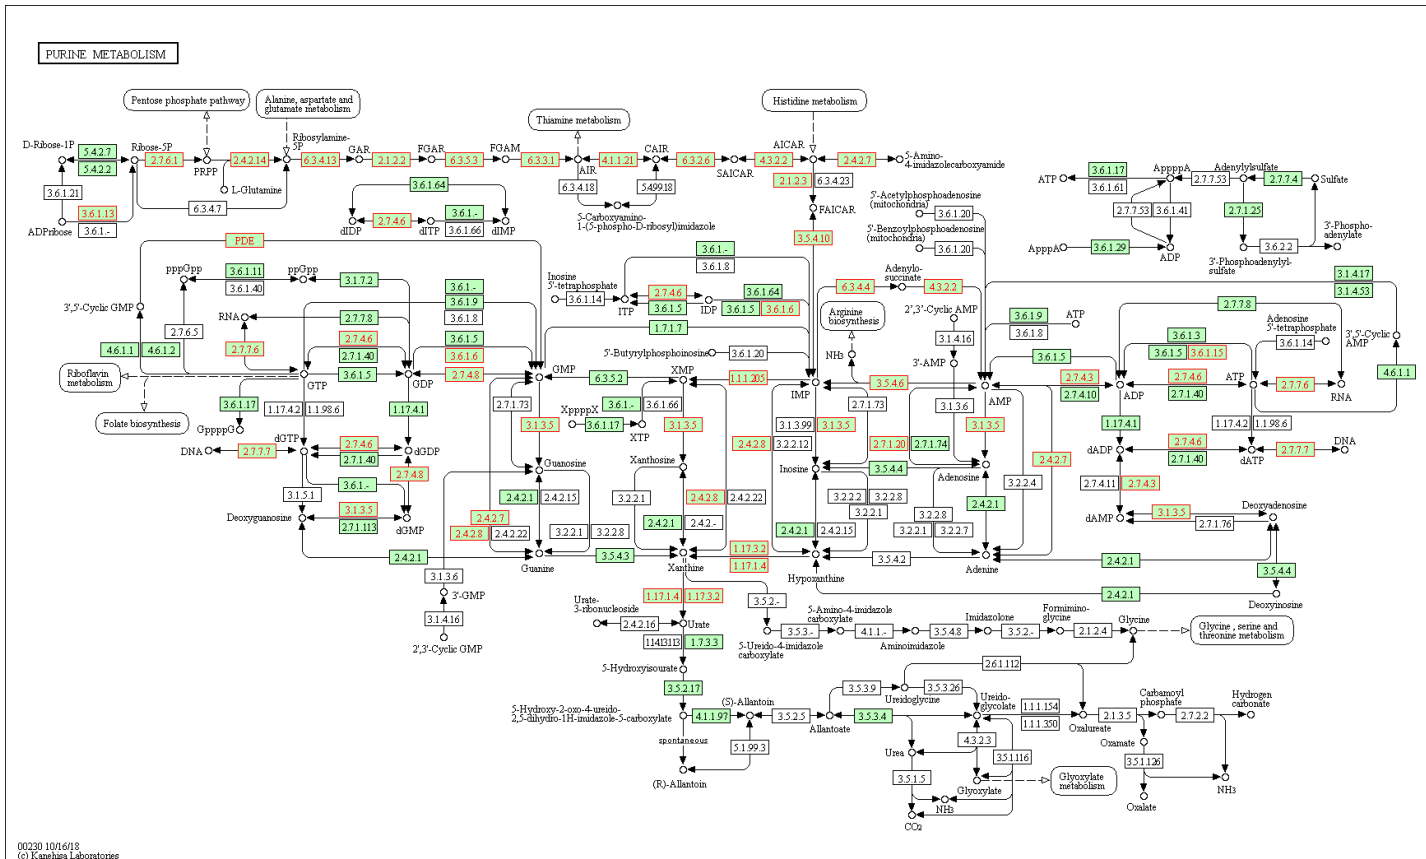 PURINE METABOLISM
Pentose phosphate pathway
Alanine, aspartate and
glutamate metabolism
Histidine metabolism
Thiamine metabolism
D-Ribose-1P
5.4.2.7
5.4.2.2
Ribose-5P
2.7.6.1
PRPP
2.4.2.14
Ribosylamine-
5P
6.3.4.13
GAR
2.1.2.2
FGAR
6.3.5.3
FGAM
6.3.3.1
AIR
4.1.1.21
CAIR
6.3.2.6
SAICAR
4.3.2.2
AICAR
2.4.2.7
5-Amino-
4-imidazolecarboxyamide
L-Glutamine
3.6.1.21
6.3.4.7
3.6.1.13
3.6.1.-
ADPribose
3.6.1.64
dIDP
2.7.4.6
dITP
3.6.1.-
3.6.1.66
dIMP
6.3.4.18
5.4.99.18
5-Carboxyamino-
1-(5-phospho-D-ribosyl)imidazole
2.1.2.3
6.3.4.23
FAICAR
3.5.4.10
5'-Acetylphosphoadenosine
(mitochondria)
3.6.1.20
5'-Benzoylphosphoadenosine
(mitochondria)
3.6.1.20
ATP
3.6.1.17
3.6.1.61
AppppA
2.7.7.53
Adenylylsulfate
2.7.7.4
Sulfate
2.7.7.53
3.6.1.41
2.7.1.25
ApppA
3.6.1.29
ADP
3.6.2.2
3'-Phospho-
adenylate
3'-Phosphoadenylyl-
sulfate
PDE
pppGpp
3.6.1.11
3.6.1.40
ppGpp
3.1.7.2
3.6.1.-
3.6.1.9
3.6.1.8
3',5'-Cyclic GMP
2.7.6.5
RNA
2.7.7.8
2.7.4.6
2.7.1.40
3.6.1.5
3.6.1.6
4.6.1.1
4.6.1.2
2.7.7.6
Riboflavin
metabolism
GTP
3.6.1.5
GDP
2.7.4.8
GMP
Folate biosynthesis
3.6.1.-
3.6.1.8
Inosine
5'-tetraphosphate
3.6.1.14
ITP
2.7.4.6
3.6.1.5
IDP
3.6.1.64
3.6.1.5
3.6.1.6
1.7.1.7
5'-Butyrylphosphoinosine
3.6.1.20
6.3.4.4
Adenylo-
succinate
4.3.2.2
Arginine
biosynthesis
NH3
2',3'-Cyclic AMP
3.1.4.16
3'-AMP
3.1.3.6
3.6.1.9
3.6.1.8
ATP
2.7.7.8
3.1.4.17
3.1.4.53
3.6.1.3
3.6.1.5
3.6.1.15
3.6.1.5
Adenosine
5'-tetraphosphate
3.6.1.14
3',5'-Cyclic
AMP
4.6.1.1
6.3.5.2
XMP
1.1.1.205
IMP
3.5.4.6
AMP
2.7.4.3
2.7.4.10
ADP
2.7.4.6
2.7.1.40
ATP
2.7.7.6
RNA
3.6.1.17
GppppG
1.17.4.2
1.1.98.6
1.17.4.1
2.7.1.73
3.1.3.5
XppppX
3.6.1.-
3.6.1.66
3.6.1.17
XTP
3.1.3.5
2.4.2.8
3.1.3.99
3.2.2.12
3.1.3.5
2.7.1.73
2.7.1.20
2.7.1.74
3.1.3.5
1.17.4.1
1.17.4.2
1.1.98.6
DNA
2.7.7.7
dGTP
2.7.4.6
2.7.1.40
dGDP
2.4.2.7
dADP
2.7.4.6
2.7.1.40
dATP
2.7.7.7
DNA
3.6.1.-
2.7.4.8
3.1.5.1
Guanosine
Xanthosine
Inosine
3.5.4.4
Adenosine
Deoxyguanosine
3.1.3.5
2.7.1.113
dGMP
2.4.2.1
2.4.2.15
2.4.2.7
2.4.2.8
2.4.2.22
3.2.2.1
3.2.2.8
3.2.2.1
2.4.2.8
2.4.2.22
2.4.2.1
2.4.2.-
3.2.2.2
3.2.2.8
3.2.2.1
2.4.2.1
2.4.2.15
3.2.2.8
3.2.2.1
3.2.2.7
3.2.2.4
2.4.2.1
2.7.4.11
2.7.4.3
dAMP
3.1.3.5
2.7.1.76
Deoxyadenosine
2.4.2.1
Guanine
3.5.4.3
Xanthine
1.17.3.2
1.17.1.4
Hypoxanthine
3.5.4.2
Adenine
2.4.2.1
3.5.4.4
2.4.2.1
Deoxyinosine
3.1.3.6
3'-GMP
3.1.4.16
2',3'-Cyclic GMP
1.17.1.4
1.17.3.2
Urate-
3-ribonucleoside
2.4.2.16
Urate
1.14.13.113
1.7.3.3
3.5.2.-
5-Ureido-4-imidazole
carboxylate
3.5.3.-
5-Amino-4-imidazole
carboxylate
4.1.1.-
Aminoimidazole
3.5.4.8
Imidazolone
3.5.2.-
Formimino-
glycine
2.1.2.4
Glycine
Glycine, serine and
threonine metabolism
5-Hydroxyisourate
3.5.2.17
5-Hydroxy-2-oxo-4-ureido-
2,5-dihydro-1H-imidazole-5-carboxylate
4.1.1.97
(S)-Allantoin
3.5.2.5
Allantoate
3.5.3.4
3.5.3.9
Ureidoglycine
3.5.3.26
Ureido-
glycolate
2.6.1.112
1.1.1.154
1.1.1.350
Oxalureate
2.1.3.5
Carbamoyl
phosphate
2.7.2.2
Hydrogen
carbonate
spontaneous
5.1.99.3
(R)-Allantoin
Urea
4.3.2.3
3.5.1.116
3.5.1.5
Glyoxylate
Glyoxylate
metabolism
NH3
CO2
Oxamate
3.5.1.126
Oxalate
NH3
00230 10/16/18
(c) Kanehisa Laboratories